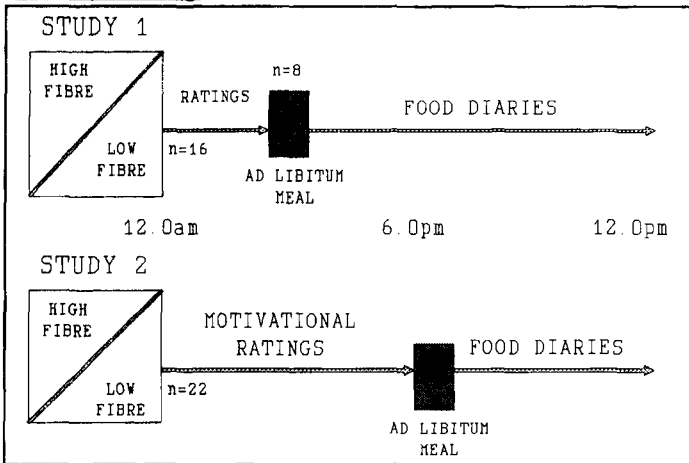 STUDY 1
HIGH
FIBRE
LOW
FIBRE
n=16
RATINGS
n=8
AD LIBITUM
MEAL
FOOD DIARIES
12.0am
6.0pm
12.0pm
STUDY 2
HIGH
FIBRE
LOW
FIBRE
n=22
MOTIVATIONAL
RATINGS
AD LIBITUM
MEAL
FOOD DIARIES